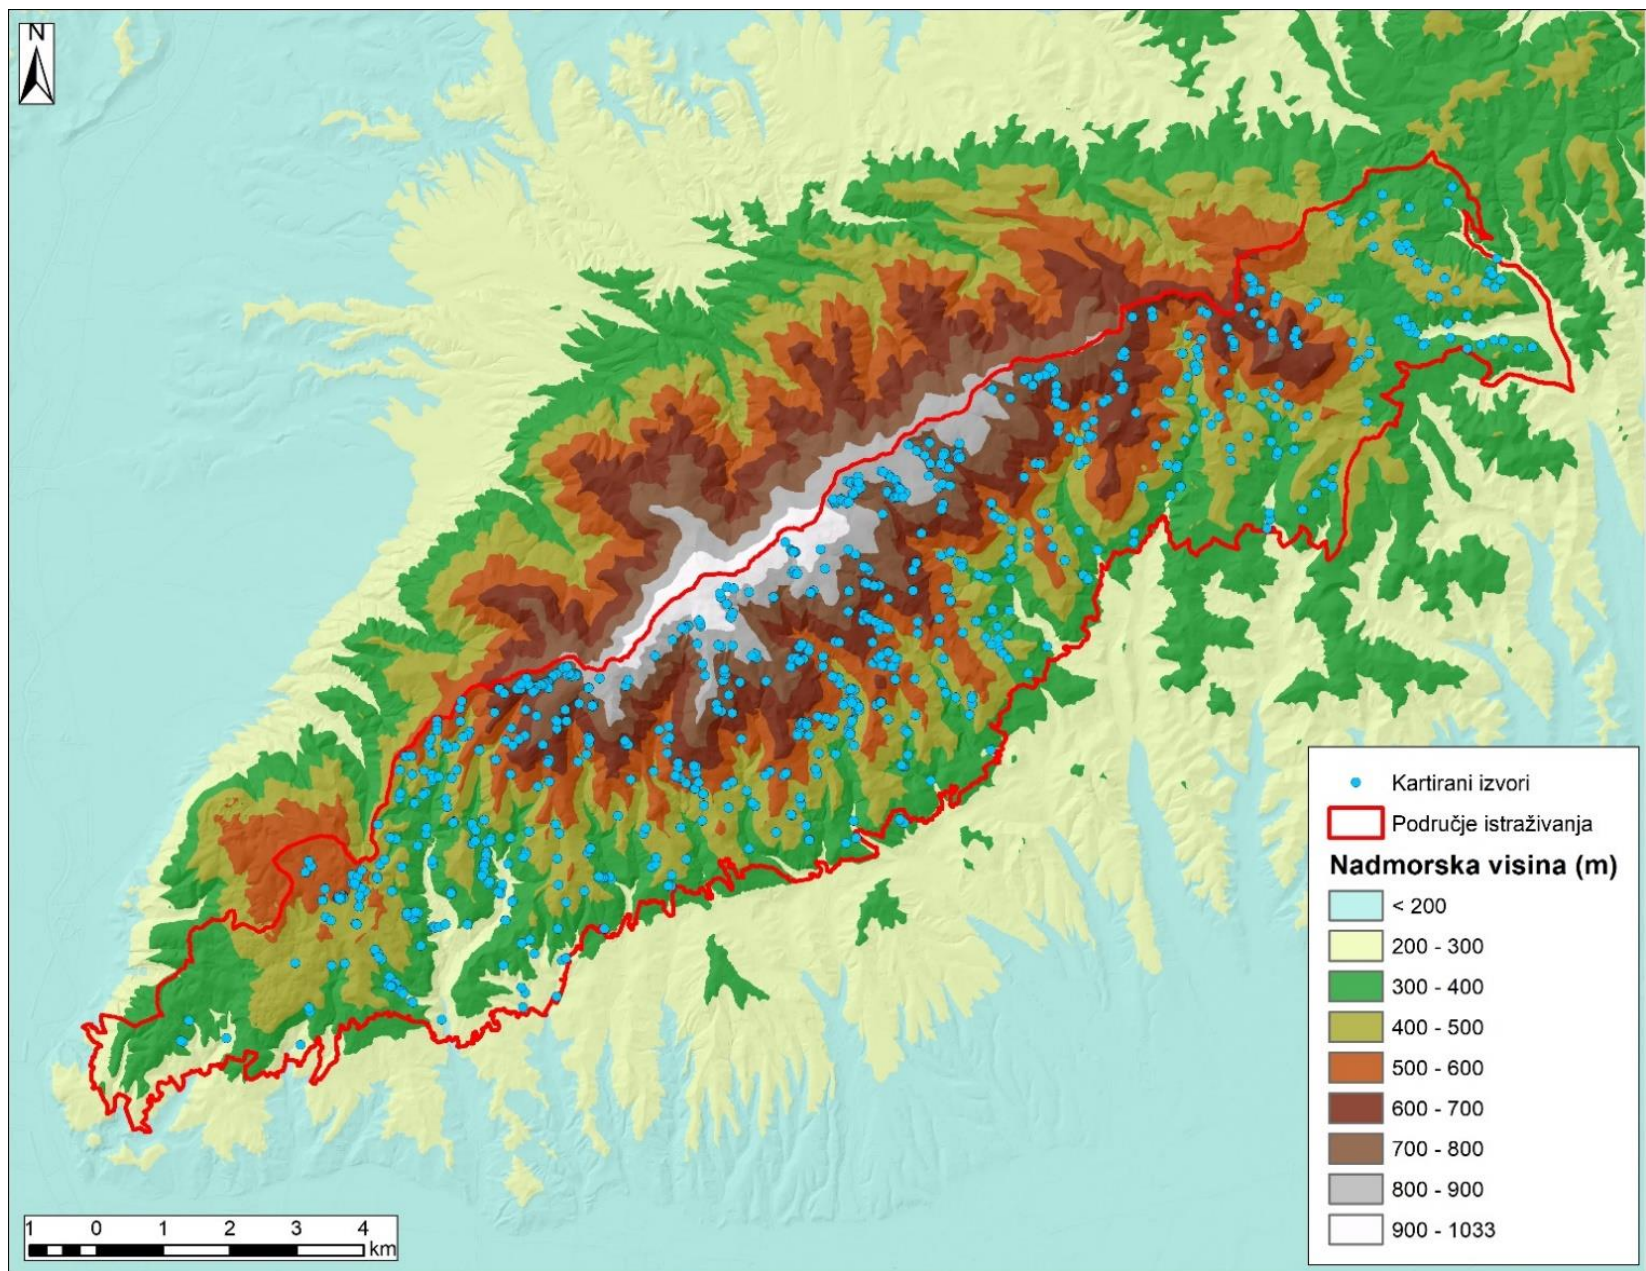 N
Kartirani izvori
Područje istraživanja
Nadmorska visina (m)
< 200
200 - 300
300 - 400
400 - 500
500 - 600
600 - 700
700 - 800
800 - 900
900 - 1033
1 0 1 2 3 4
km